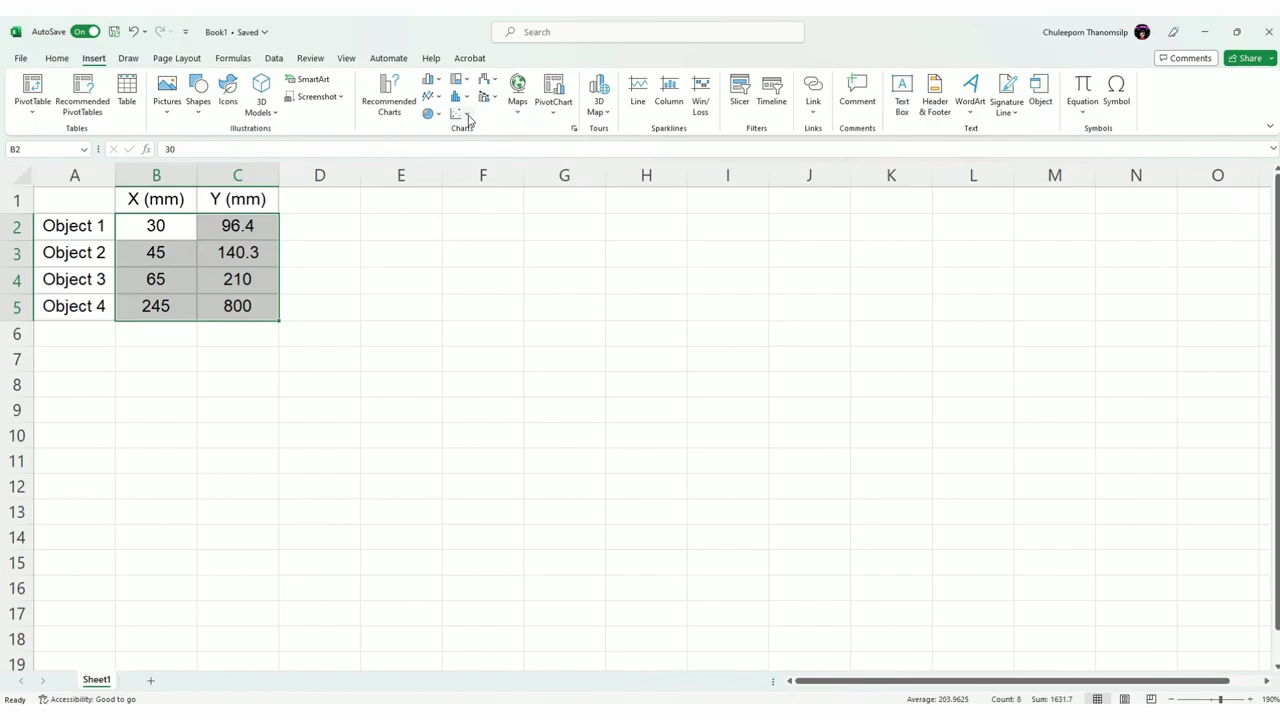 AutoSave On Book1 • Saved Search Chuleeporn Thanomsilp
File Home Insert Draw Page Layout Formulas Data Review View Automate Help Acrobat Comments Share
PivotTable Recommended PivotTables Table Pictures Shapes Icons 3D Models SmartArt Screenshot Recommended Charts Maps PivotChart 3D Map Line Column Win/Loss Slicer Timeline Link Comment Text Box Header & Footer WordArt Signature Line Object Equation Symbol
Tables Illustrations Charts Tours Sparklines Filters Links Comments Text Symbols
B2 fx 30
A B C D E F G H I J K L M N O
1 X (mm) Y (mm)
2 Object 1 30 96.4
3 Object 2 45 140.3
4 Object 3 65 210
5 Object 4 245 800
6
7
8
9
10
11
12
13
14
15
16
17
18
19
Sheet1
Ready Accessibility: Good to go Average: 203.9625 Count: 8 Sum: 1631.7 190%